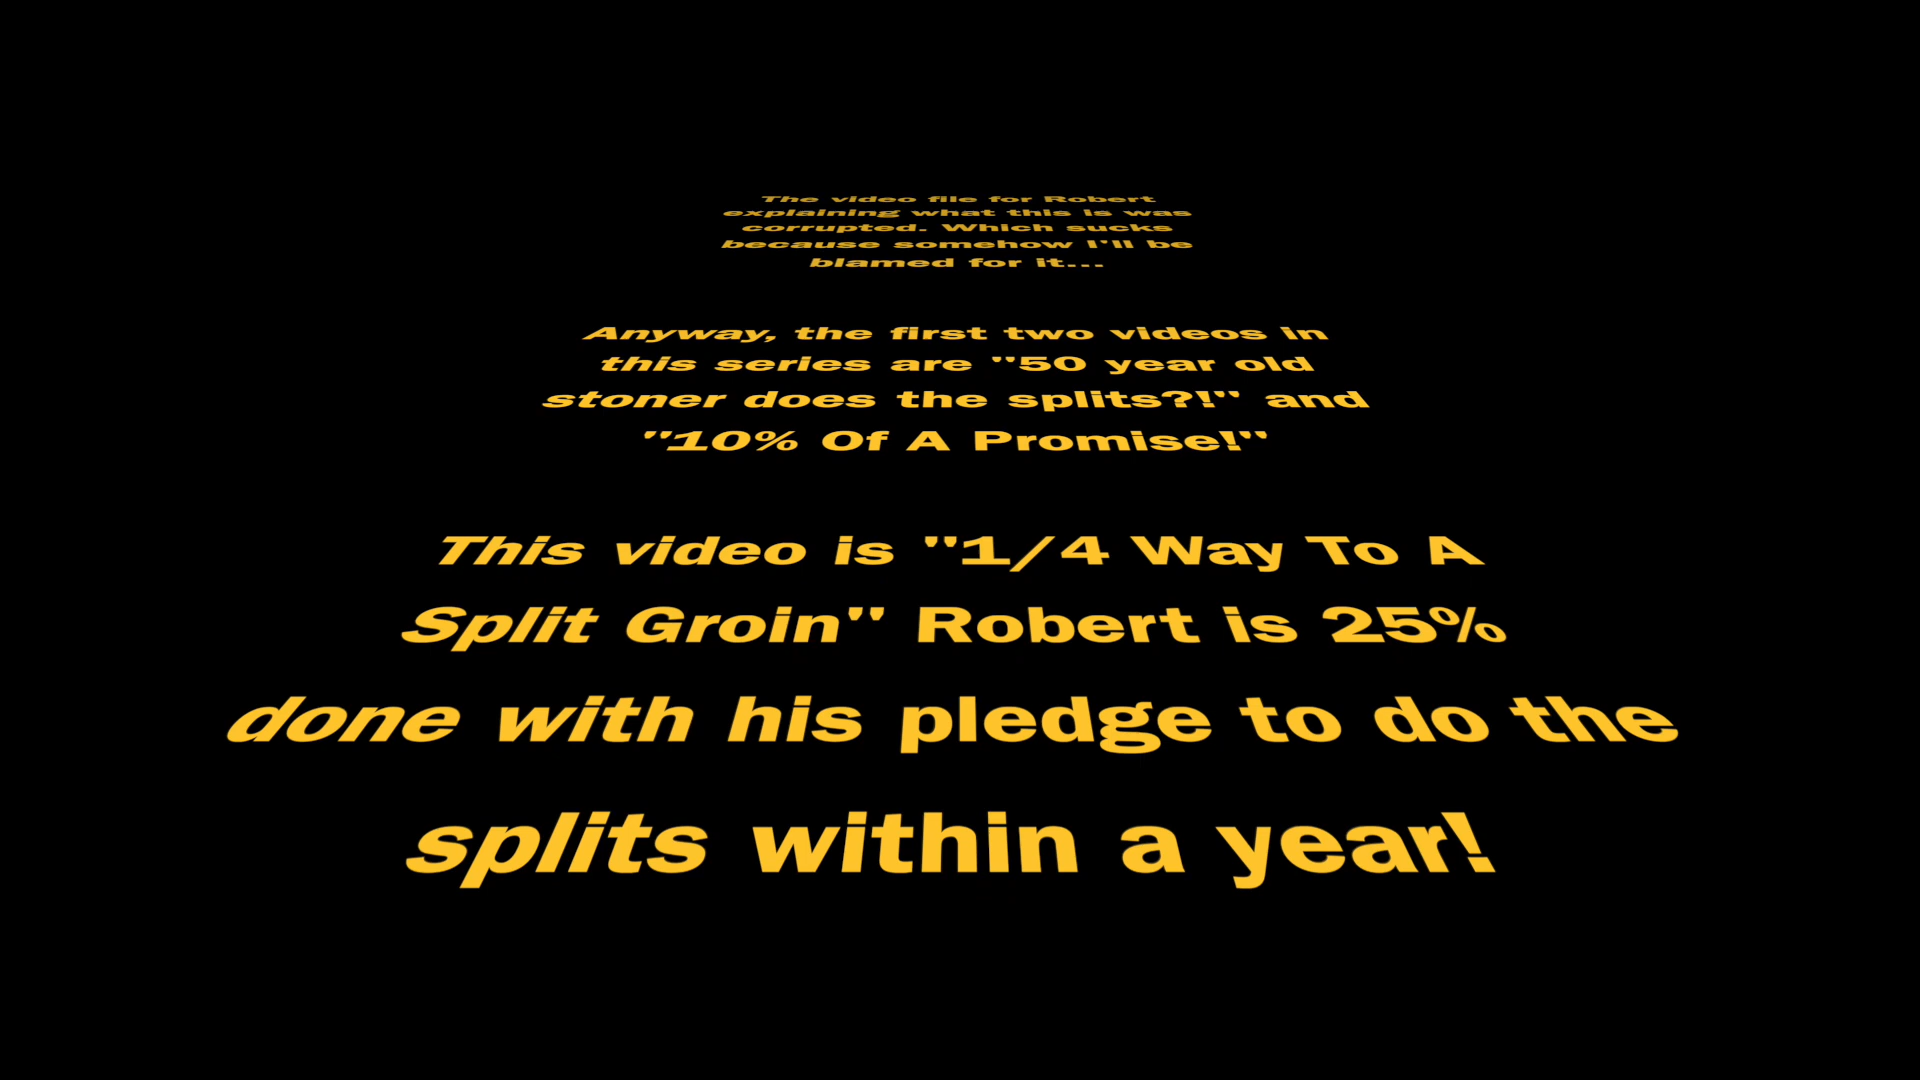 The video file for Robert
explaining what this is was
corrupted. Which sucks
because somehow I'll be
blamed for it...
Anyway, the first two videos in
this series are "50 year old
stoner does the splits?!" and
"10% Of A Promise!"
This video is "1/4 Way To A
Split Groin" Robert is 25%
done with his pledge to do the
splits within a year!